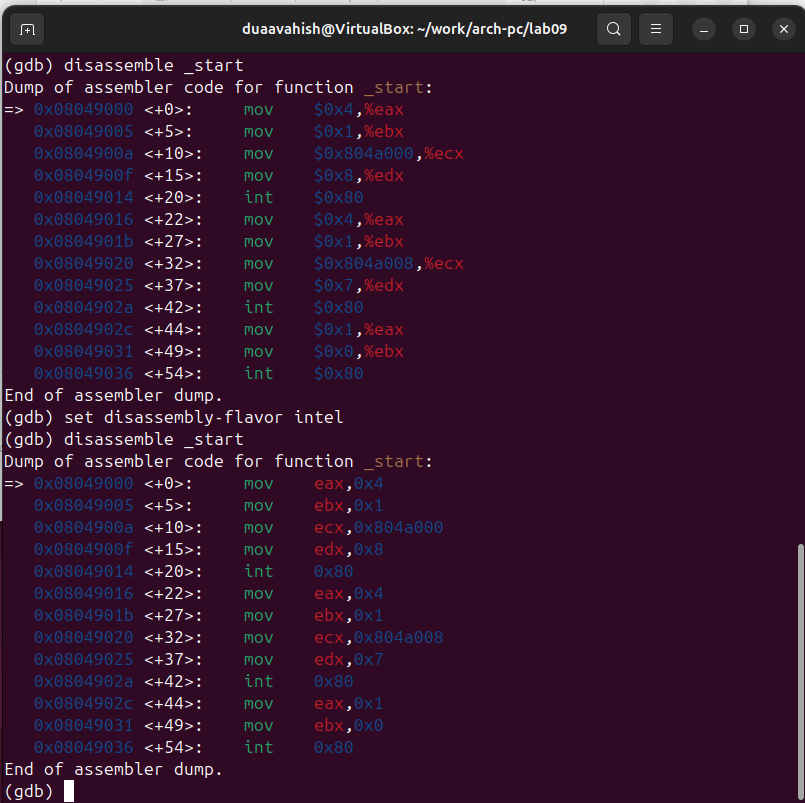 duaavahish@VirtualBox: ~/work/arch-pc/lab09
(gdb) disassemble _start
Dump of assembler code for function _start:
=> 0x08049000 <+0>:     mov    $0x4,%eax
   0x08049005 <+5>:     mov    $0x1,%ebx
   0x0804900a <+10>:    mov    $0x804a000,%ecx
   0x0804900f <+15>:    mov    $0x8,%edx
   0x08049014 <+20>:    int    $0x80
   0x08049016 <+22>:    mov    $0x4,%eax
   0x0804901b <+27>:    mov    $0x1,%ebx
   0x08049020 <+32>:    mov    $0x804a008,%ecx
   0x08049025 <+37>:    mov    $0x7,%edx
   0x0804902a <+42>:    int    $0x80
   0x0804902c <+44>:    mov    $0x1,%eax
   0x08049031 <+49>:    mov    $0x0,%ebx
   0x08049036 <+54>:    int    $0x80
End of assembler dump.
(gdb) set disassembly-flavor intel
(gdb) disassemble _start
Dump of assembler code for function _start:
=> 0x08049000 <+0>:     mov    eax,0x4
   0x08049005 <+5>:     mov    ebx,0x1
   0x0804900a <+10>:    mov    ecx,0x804a000
   0x0804900f <+15>:    mov    edx,0x8
   0x08049014 <+20>:    int    0x80
   0x08049016 <+22>:    mov    eax,0x4
   0x0804901b <+27>:    mov    ebx,0x1
   0x08049020 <+32>:    mov    ecx,0x804a008
   0x08049025 <+37>:    mov    edx,0x7
   0x0804902a <+42>:    int    0x80
   0x0804902c <+44>:    mov    eax,0x1
   0x08049031 <+49>:    mov    ebx,0x0
   0x08049036 <+54>:    int    0x80
End of assembler dump.
(gdb)